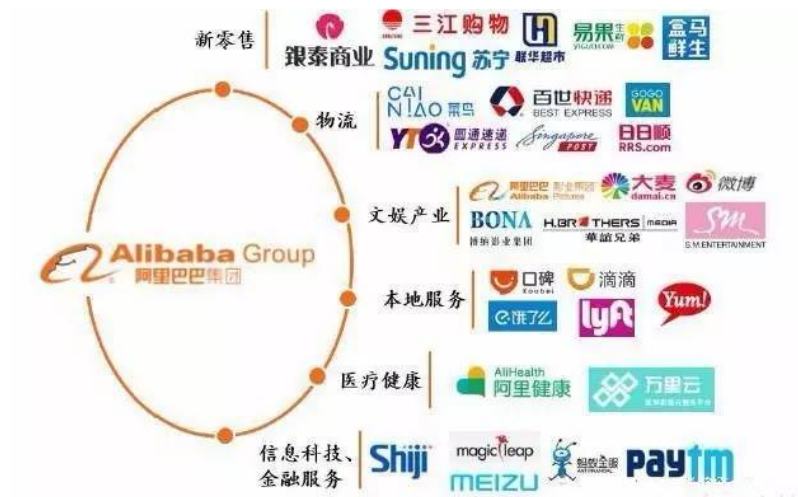 新零售
銀泰商业
三江购物
联华超市
易果生鲜
YIGUO.COM
盒马鲜生
Suning 苏宁
物流
CAI NIAO 菜鸟
百世快递
BEST EXPRESS
GOGO VAN
YTO 圆通速递
EXPRESS
Singapore POST
日日顺
RRS.com
文娱产业
阿里巴巴 影业集团
Alibaba Pictures
大麦
damai.cn
微博
BONA
博纳影业集团
H.BROTHERS MEDIA
華誼兄弟
SM
S.M.ENTERTAINMENT
Alibaba Group
阿里巴巴集团
本地服务
口碑
Koubei
滴滴
饿了么
lyft
Yum!
医疗健康
AliHealth
阿里健康
万里云
信息科技、
金融服务
Shiji
magic leap
MEIZU
蚂蚁金服
ANT FINANCIAL
paytm